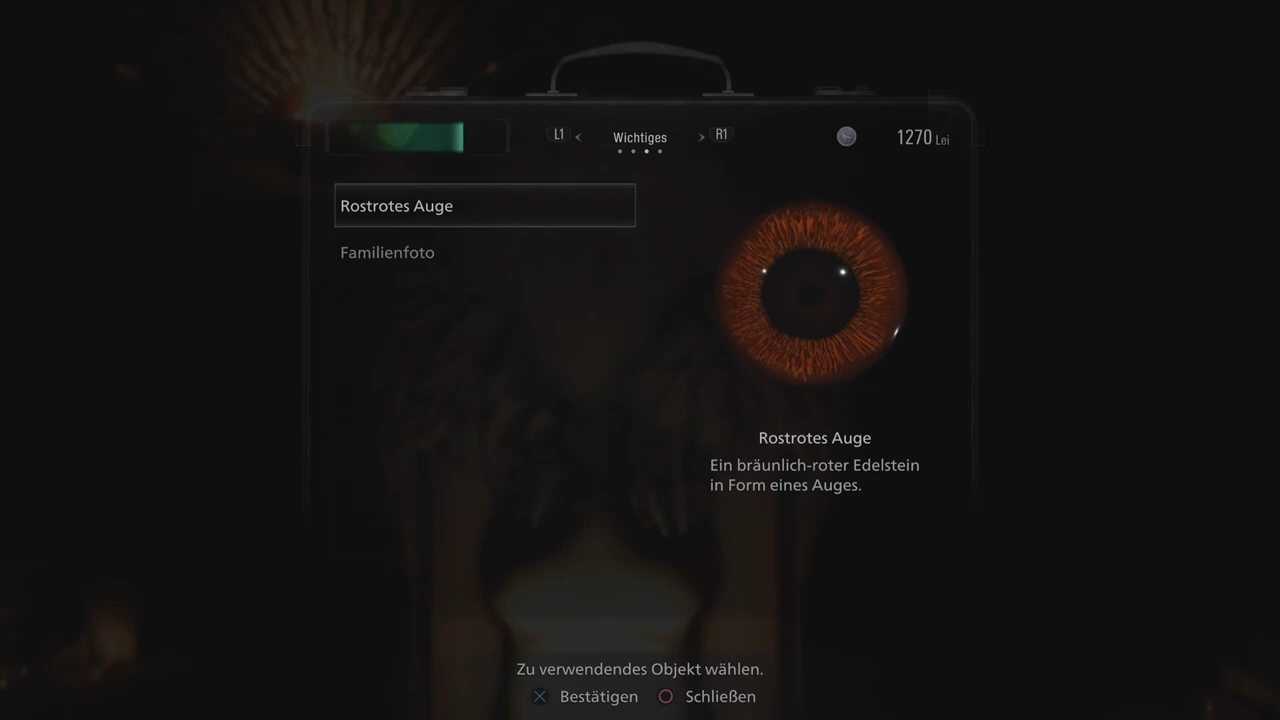 L1 Wichtiges R1 1270 Lei
Rostrotes Auge
Familienfoto
Rostrotes Auge
Ein bräunlich-roter Edelstein
in Form eines Auges.
Zu verwendendes Objekt wählen.
Bestätigen Schließen